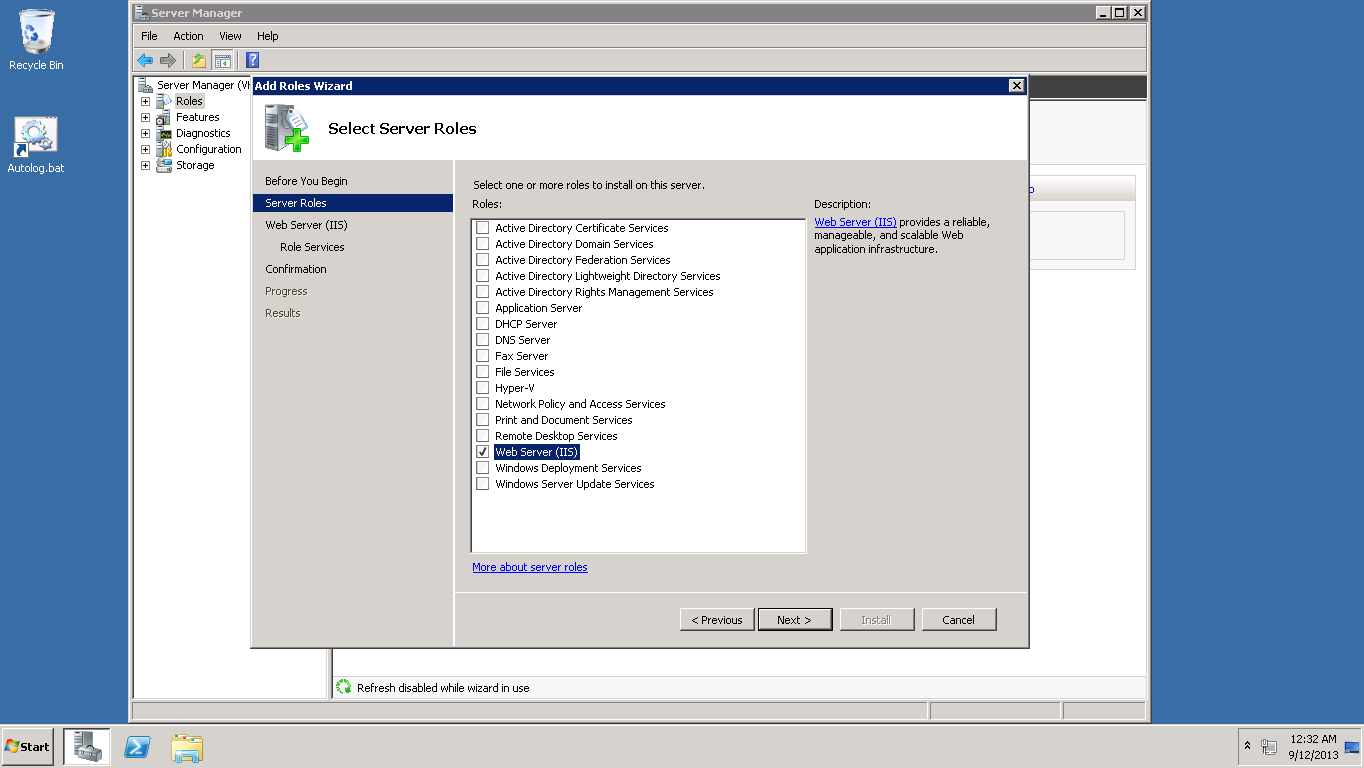 Recycle Bin
Autolog.bat
Server Manager
File Action View Help
Server Manager (V
Roles
Features
Diagnostics
Configuration
Storage
Add Roles Wizard
Select Server Roles
Before You Begin
Server Roles
Web Server (IIS)
Role Services
Confirmation
Progress
Results
Select one or more roles to install on this server.
Roles:
Active Directory Certificate Services
Active Directory Domain Services
Active Directory Federation Services
Active Directory Lightweight Directory Services
Active Directory Rights Management Services
Application Server
DHCP Server
DNS Server
Fax Server
File Services
Hyper-V
Network Policy and Access Services
Print and Document Services
Remote Desktop Services
Web Server (IIS)
Windows Deployment Services
Windows Server Update Services
More about server roles
Description:
Web Server (IIS) provides a reliable,
manageable, and scalable Web
application infrastructure.
< Previous Next > Install Cancel
Refresh disabled while wizard in use
Start
12:32 AM
9/12/2013